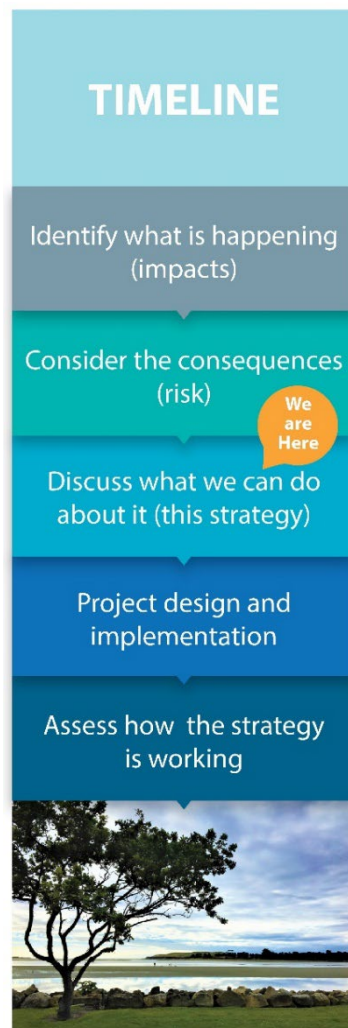 TIMELINE
Identify what is happening
(impacts)
Consider the consequences
(risk)
We
are
Here
Discuss what we can do
about it (this strategy)
Project design and
implementation
Assess how the strategy
is working